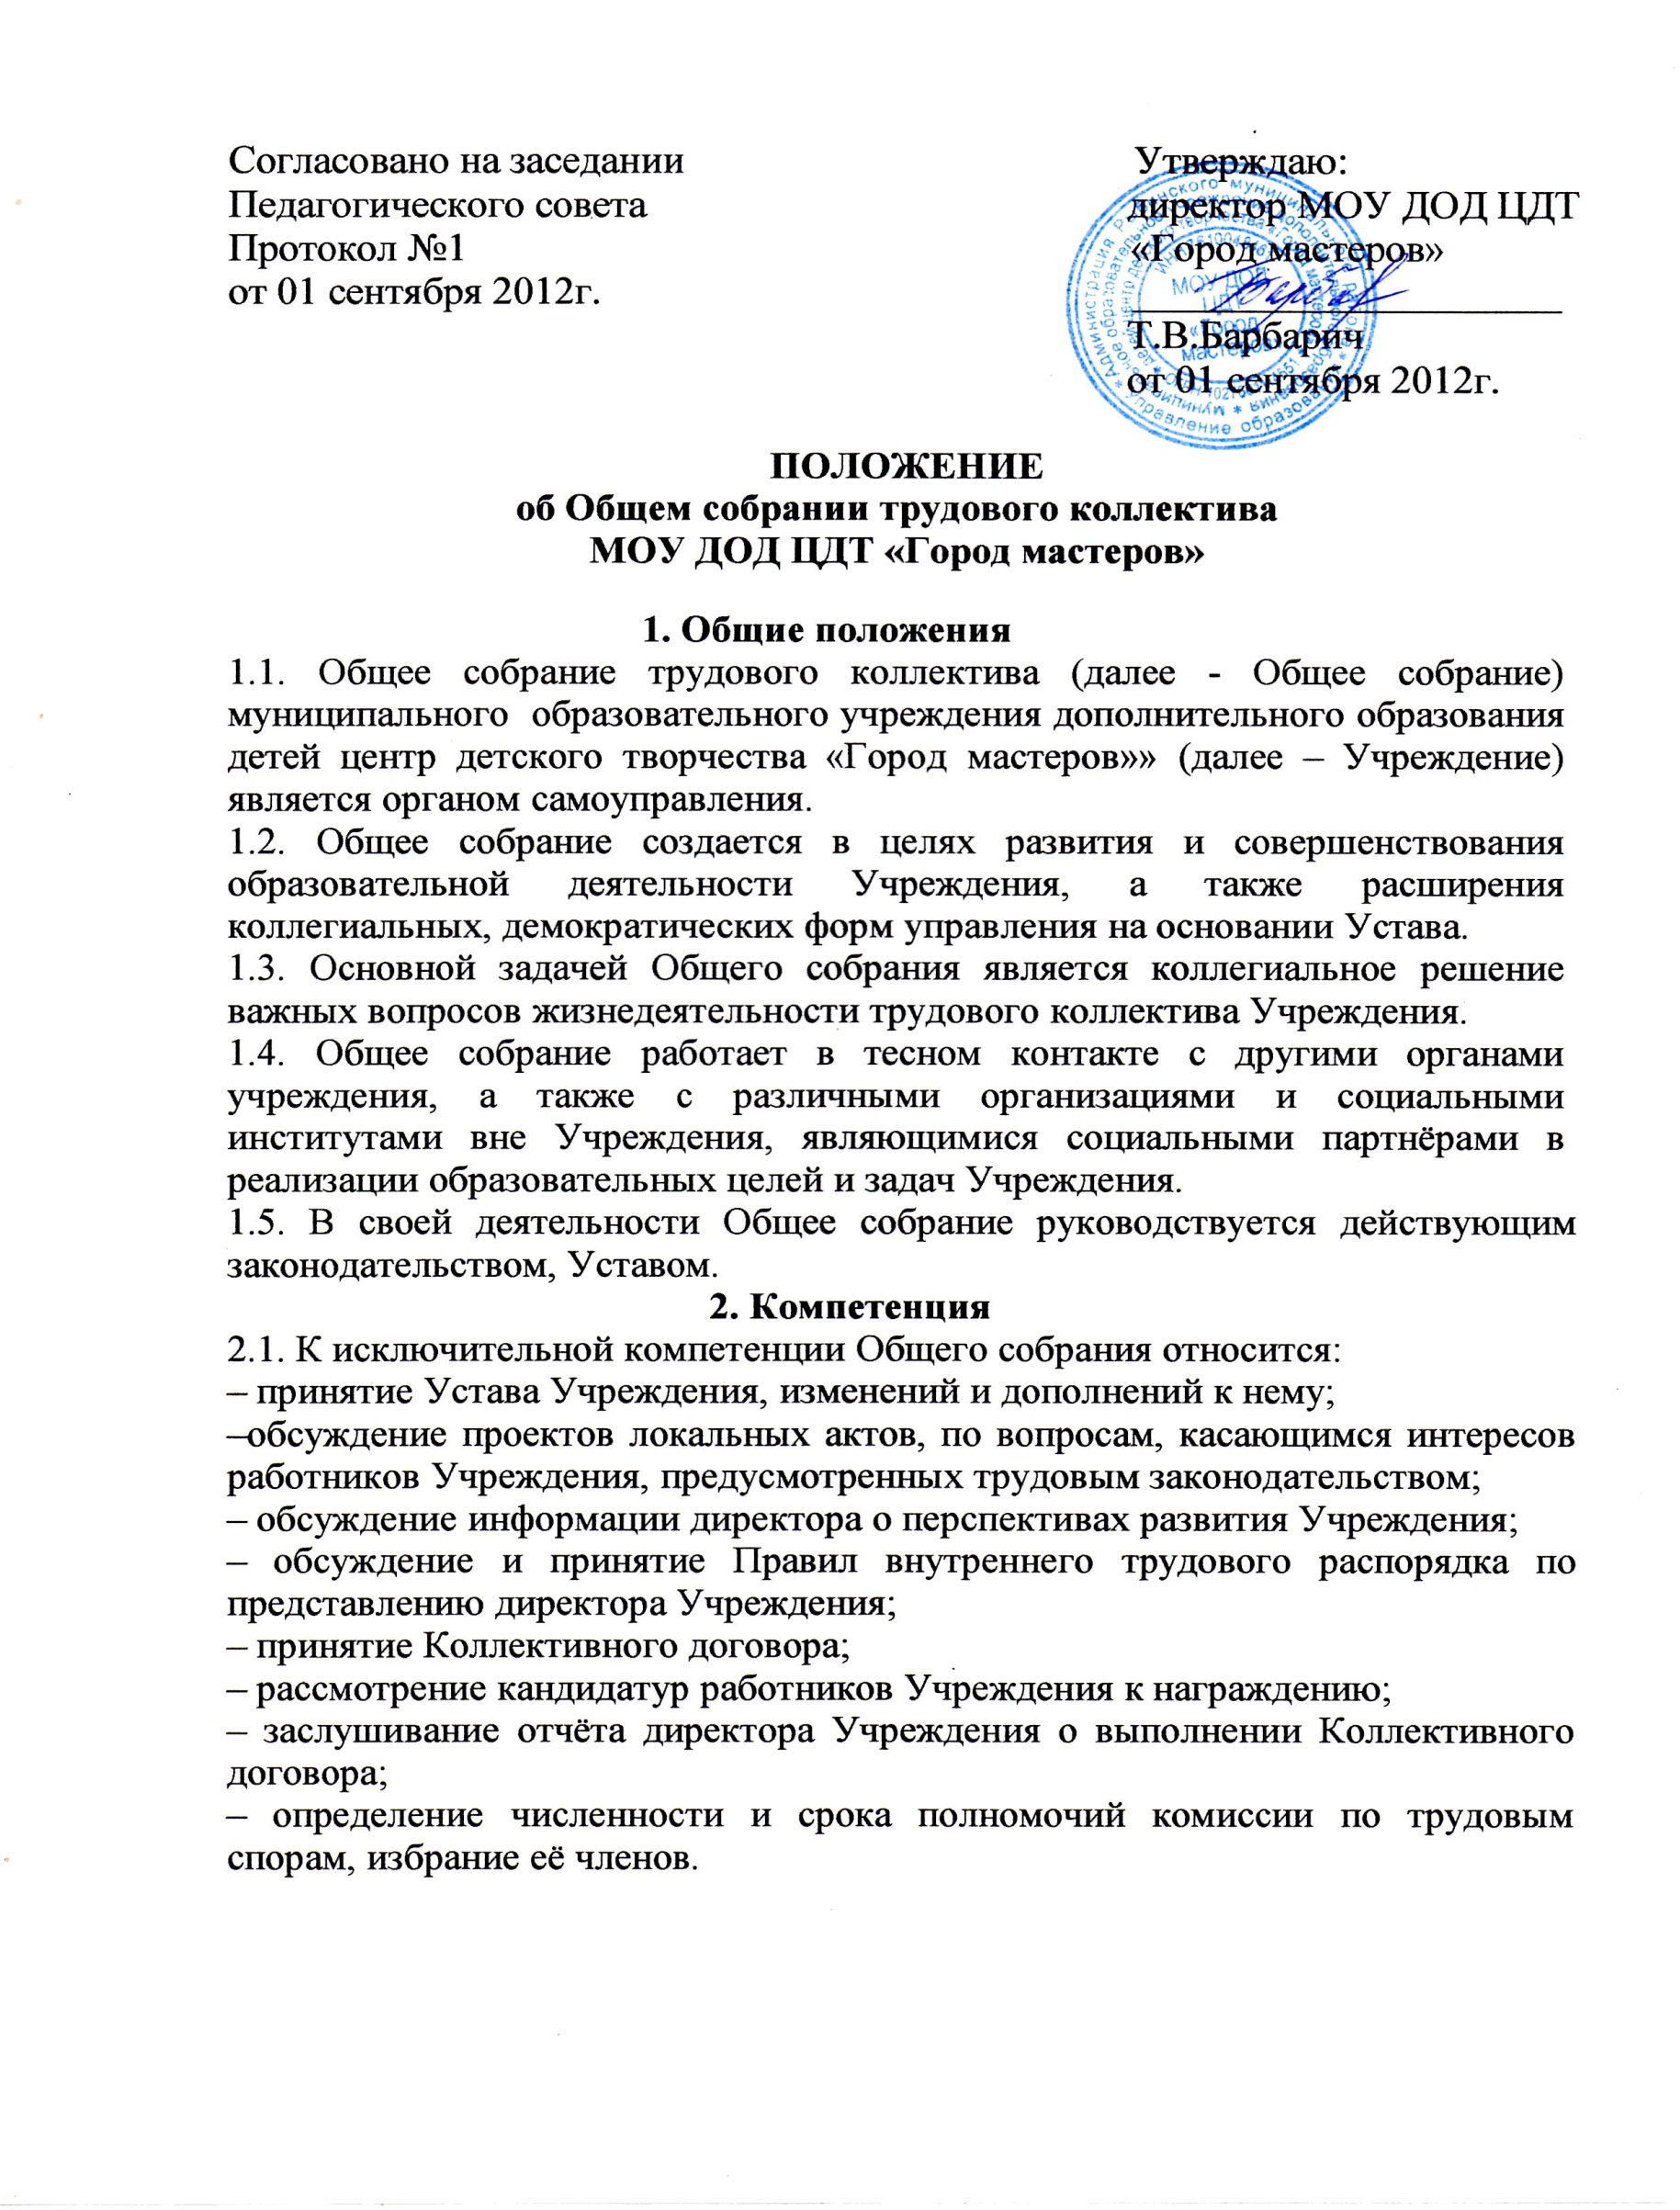 Согласовано на заседании
Педагогического совета
Протокол №1
от 01 сентября 2012г.
Утверждаю:
директор МОУ ДОД ЦДТ
«Город мастеров»
Т.В.Барбарич
от 01 сентября 2012г.
МОУ ДОД
ЦДТ
«Город
мастеров»
ПОЛОЖЕНИЕ
об Общем собрании трудового коллектива
МОУ ДОД ЦДТ «Город мастеров»
1. Общие положения
1.1. Общее собрание трудового коллектива (далее - Общее собрание)
муниципального образовательного учреждения дополнительного образования
детей центр детского творчества «Город мастеров»» (далее – Учреждение)
является органом самоуправления.
1.2. Общее собрание создается в целях развития и совершенствования
образовательной деятельности Учреждения, а также расширения
коллегиальных, демократических форм управления на основании Устава.
1.3. Основной задачей Общего собрания является коллегиальное решение
важных вопросов жизнедеятельности трудового коллектива Учреждения.
1.4. Общее собрание работает в тесном контакте с другими органами
учреждения, а также с различными организациями и социальными
институтами вне Учреждения, являющимися социальными партнёрами в
реализации образовательных целей и задач Учреждения.
1.5. В своей деятельности Общее собрание руководствуется действующим
законодательством, Уставом.
2. Компетенция
2.1. К исключительной компетенции Общего собрания относится:
– принятие Устава Учреждения, изменений и дополнений к нему;
–обсуждение проектов локальных актов, по вопросам, касающимся интересов
работников Учреждения, предусмотренных трудовым законодательством;
– обсуждение информации директора о перспективах развития Учреждения;
– обсуждение и принятие Правил внутреннего трудового распорядка по
представлению директора Учреждения;
– принятие Коллективного договора;
– рассмотрение кандидатур работников Учреждения к награждению;
– заслушивание отчёта директора Учреждения о выполнении Коллективного
договора;
– определение численности и срока полномочий комиссии по трудовым
спорам, избрание её членов.